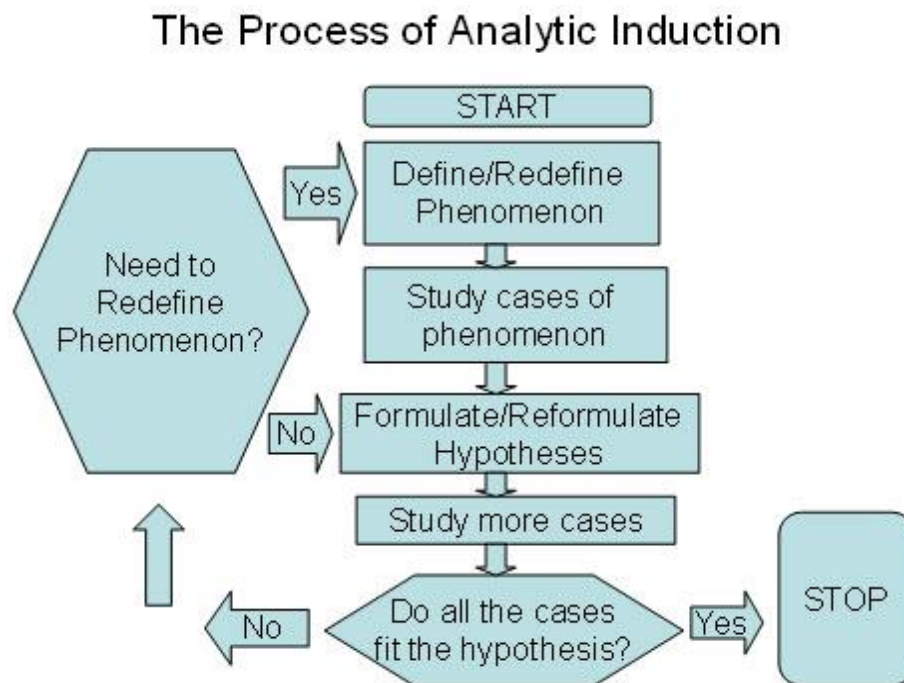 The Process of Analytic Induction
START
Define/Redefine
Phenomenon
Yes
Need to
Redefine
Phenomenon?
Study cases of
phenomenon
No
Formulate/Reformulate
Hypotheses
Study more cases
Do all the cases
fit the hypothesis?
No
Yes
STOP